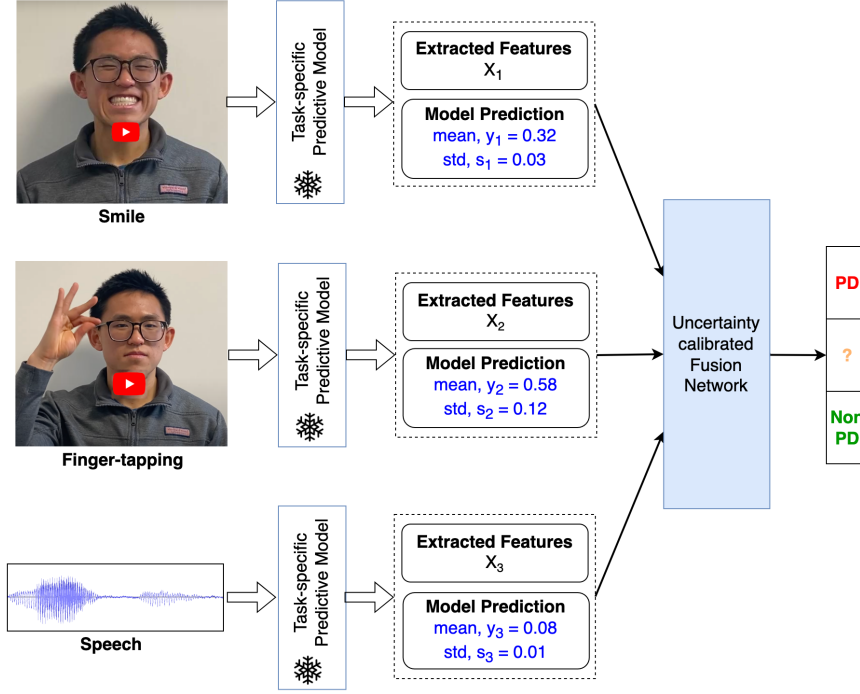 Smile
Task-specific
Predictive Model
Extracted Features
X₁
Model Prediction
mean, y₁ = 0.32
std, s₁ = 0.03
Finger-tapping
Task-specific
Predictive Model
Extracted Features
X₂
Model Prediction
mean, y₂ = 0.58
std, s₂ = 0.12
Speech
Task-specific
Predictive Model
Extracted Features
X₃
Model Prediction
mean, y₃ = 0.08
std, s₃ = 0.01
Uncertainty
calibrated
Fusion
Network
PD
?
Non
PD